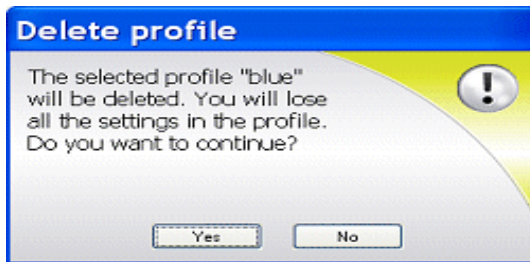 Delete profile
The selected profile "blue"
will be deleted. You will lose
all the settings in the profile.
Do you want to continue?
Yes
No